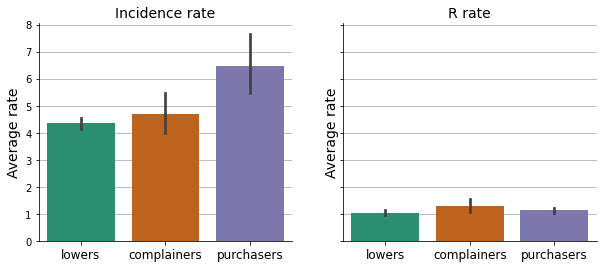 Incidence rate
Average rate
8
7
6
5
4
3
2
1
0
lowers
complainers
purchasers
R rate
Average rate
lowers
complainers
purchasers